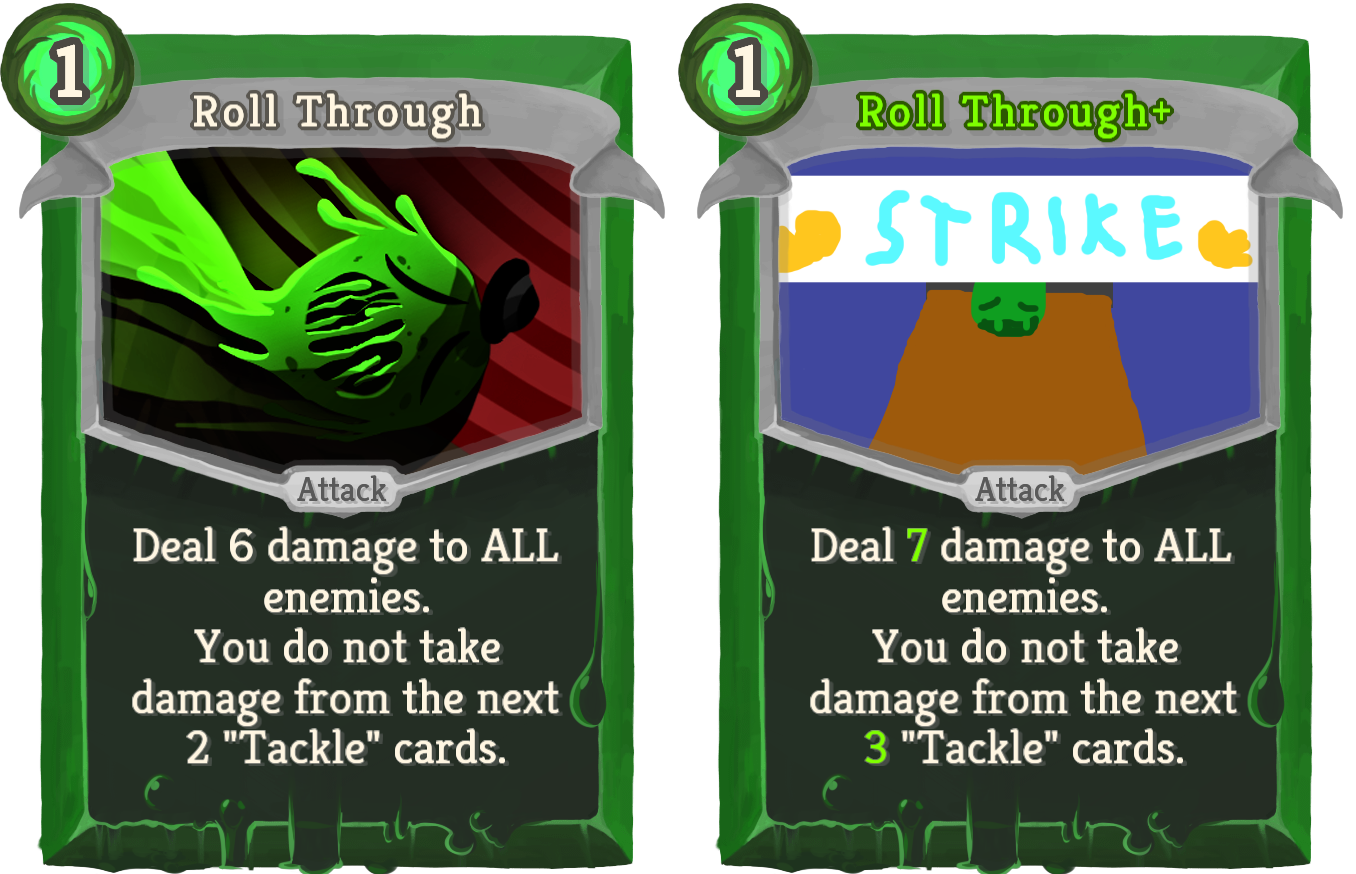 1
Roll Through
Attack
Deal 6 damage to ALL
enemies.
You do not take
damage from the next
2 "Tackle" cards.
1
Roll Through+
STRIKE
Attack
Deal 7 damage to ALL
enemies.
You do not take
damage from the next
3 "Tackle" cards.